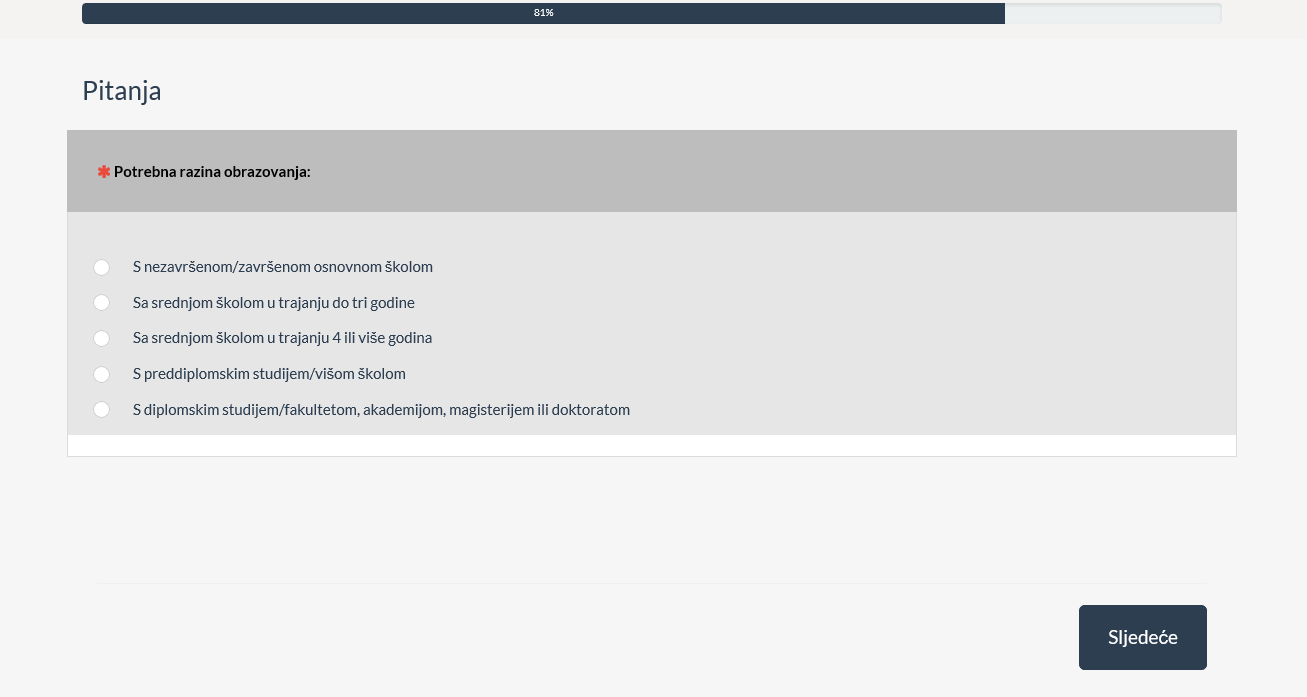 81%
Pitanja
✱ Potrebna razina obrazovanja:
S nezavršenom/završenom osnovnom školom
Sa srednjom školom u trajanju do tri godine
Sa srednjom školom u trajanju 4 ili više godina
S preddiplomskim studijem/višom školom
S diplomskim studijem/fakultetom, akademijom, magisterijem ili doktoratom
Sljedeće